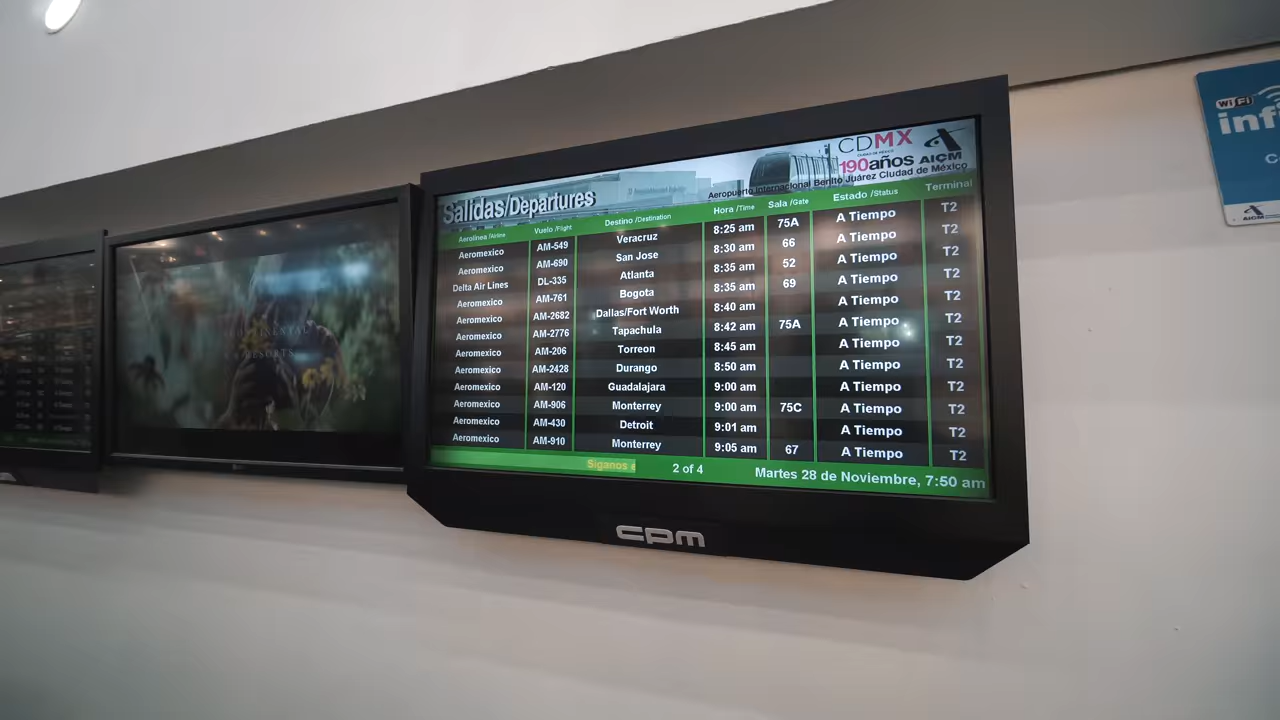 CDMX
CIUDAD DE MÉXICO
190años AICM
Aeropuerto Internacional Benito Juárez Ciudad de México
Salidas/Departures
Aerolínea /Airline Vuelo /Flight Destino /Destination Hora /Time Sala /Gate Estado /Status Terminal
Aeromexico AM-549 Veracruz 8:25 am 75A A Tiempo T2
Aeromexico AM-690 San Jose 8:30 am 66 A Tiempo T2
Delta Air Lines DL-335 Atlanta 8:35 am 52 A Tiempo T2
Aeromexico AM-761 Bogota 8:35 am 69 A Tiempo T2
Aeromexico AM-2682 Dallas/Fort Worth 8:40 am A Tiempo T2
Aeromexico AM-2776 Tapachula 8:42 am 75A A Tiempo T2
Aeromexico AM-206 Torreon 8:45 am A Tiempo T2
Aeromexico AM-2428 Durango 8:50 am A Tiempo T2
Aeromexico AM-120 Guadalajara 9:00 am A Tiempo T2
Aeromexico AM-906 Monterrey 9:00 am 75C A Tiempo T2
Aeromexico AM-430 Detroit 9:01 am A Tiempo T2
Aeromexico AM-910 Monterrey 9:05 am 67 A Tiempo T2
Siganos 2 of 4 Martes 28 de Noviembre, 7:50 am
cpm
WiFi
inf
AICM